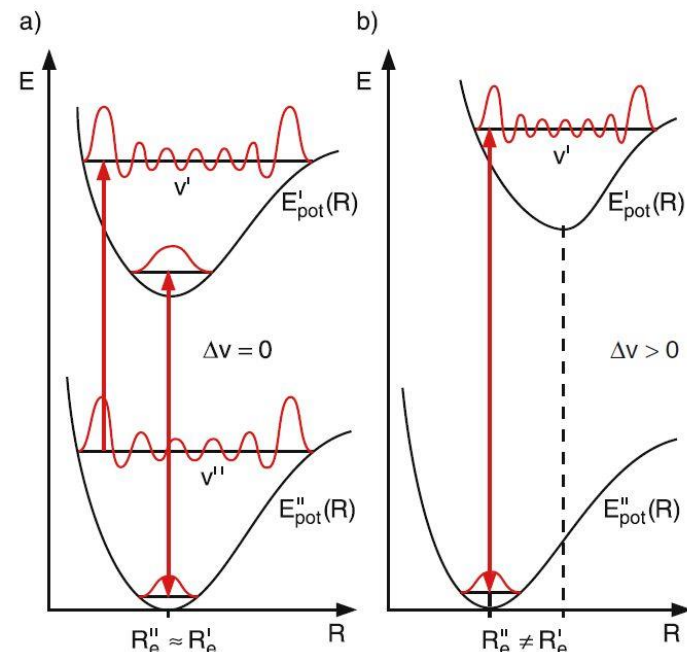 a)
E
v'
E'pot(R)
Δv = 0
v"
E"pot(R)
R"e ≈ R'e
R
b)
E
v'
E'pot(R)
Δv > 0
E"pot(R)
R"e ≠ R'e
R